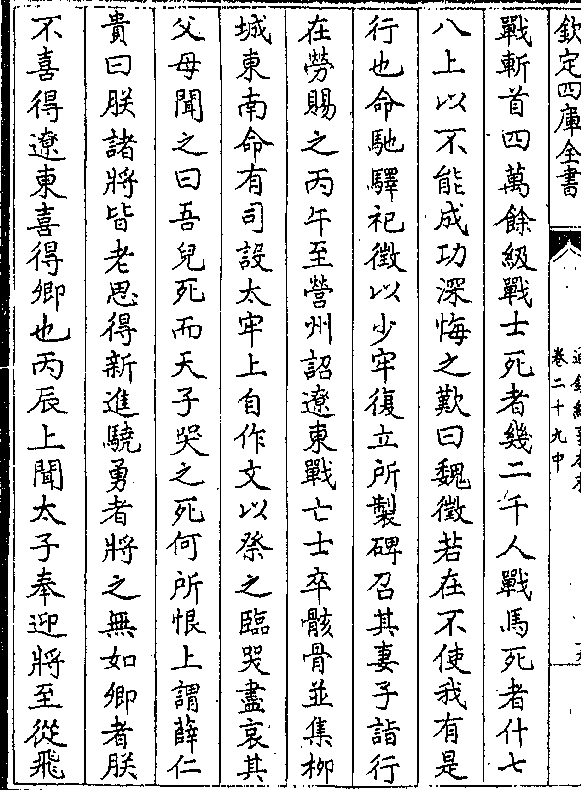 欽定四庫全書
卷二十九中
戰斬首四萬餘級戰士死者幾二千人戰馬死者什七
八上以不能成功深悔之歎曰魏徵若在不使我有是
行也命馳驛祀徵以少牢復立所製碑召其妻子詣行
在勞賜之丙午至營州詔遼東戰亡士卒骸骨並集柳
城東南命有司設太牢上自作文以祭之臨哭盡哀其
父母聞之曰吾兒死而天子哭之死何所恨上謂薛仁
貴曰朕諸將皆老思得新進驍勇者將之無如卿者朕
不喜得遼東喜得卿也丙辰上聞太子奉迎將至從飛